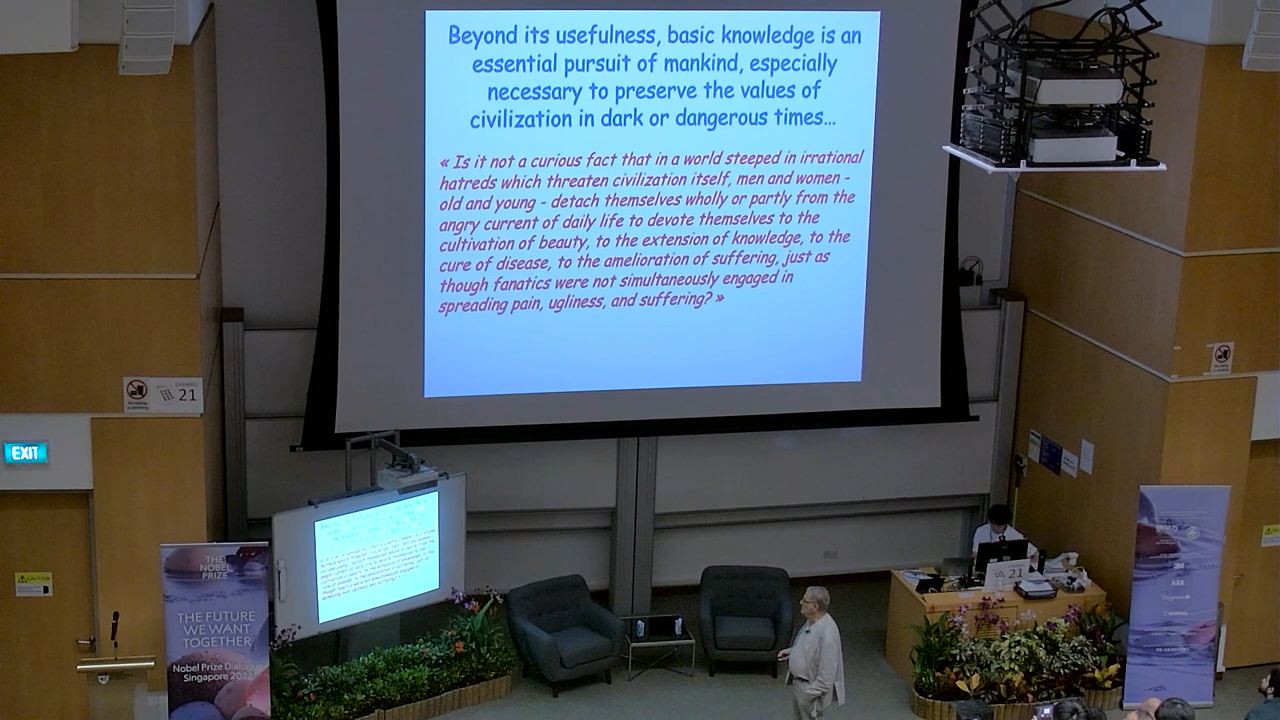 Beyond its usefulness, basic knowledge is an
essential pursuit of mankind, especially
necessary to preserve the values of
civilization in dark or dangerous times...
« Is it not a curious fact that in a world steeped in irrational
hatreds which threaten civilization itself, men and women -
old and young - detach themselves wholly or partly from the
angry current of daily life to devote themselves to the
cultivation of beauty, to the extension of knowledge, to the
cure of disease, to the amelioration of suffering, just as
though fanatics were not simultaneously engaged in
spreading pain, ugliness, and suffering? »
21
EXIT
CAUTION
THE
NOBEL
PRIZE
THE FUTURE
WE WANT
TOGETHER
Nobel Prize Dialogue
Singapore 2022
21
3M
ABB